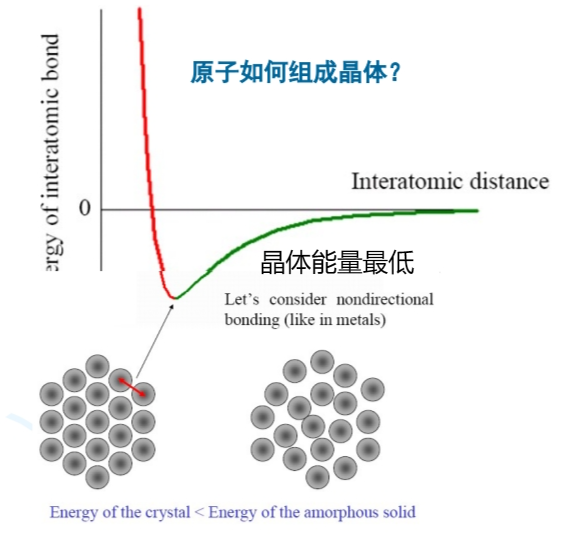 原子如何组成晶体？
ergy of interatomic bond
Interatomic distance
0
晶体能量最低
Let's consider nondirectional
bonding (like in metals)
Energy of the crystal < Energy of the amorphous solid